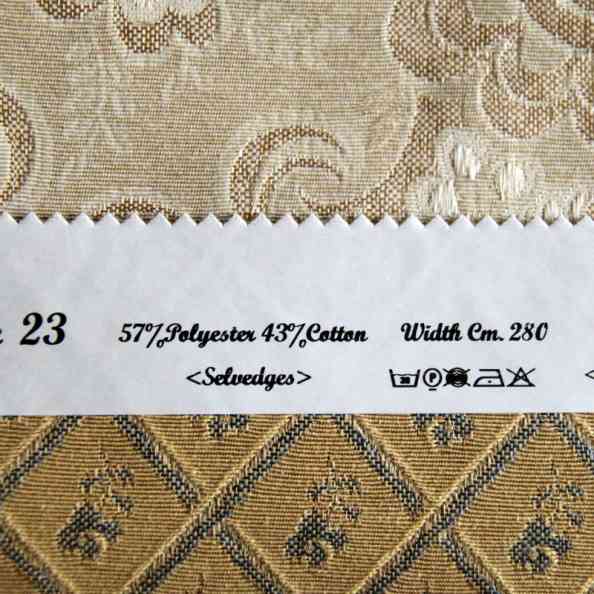 23 57%Polyester 43%Cotton Width Cm. 280
<Selvedges>